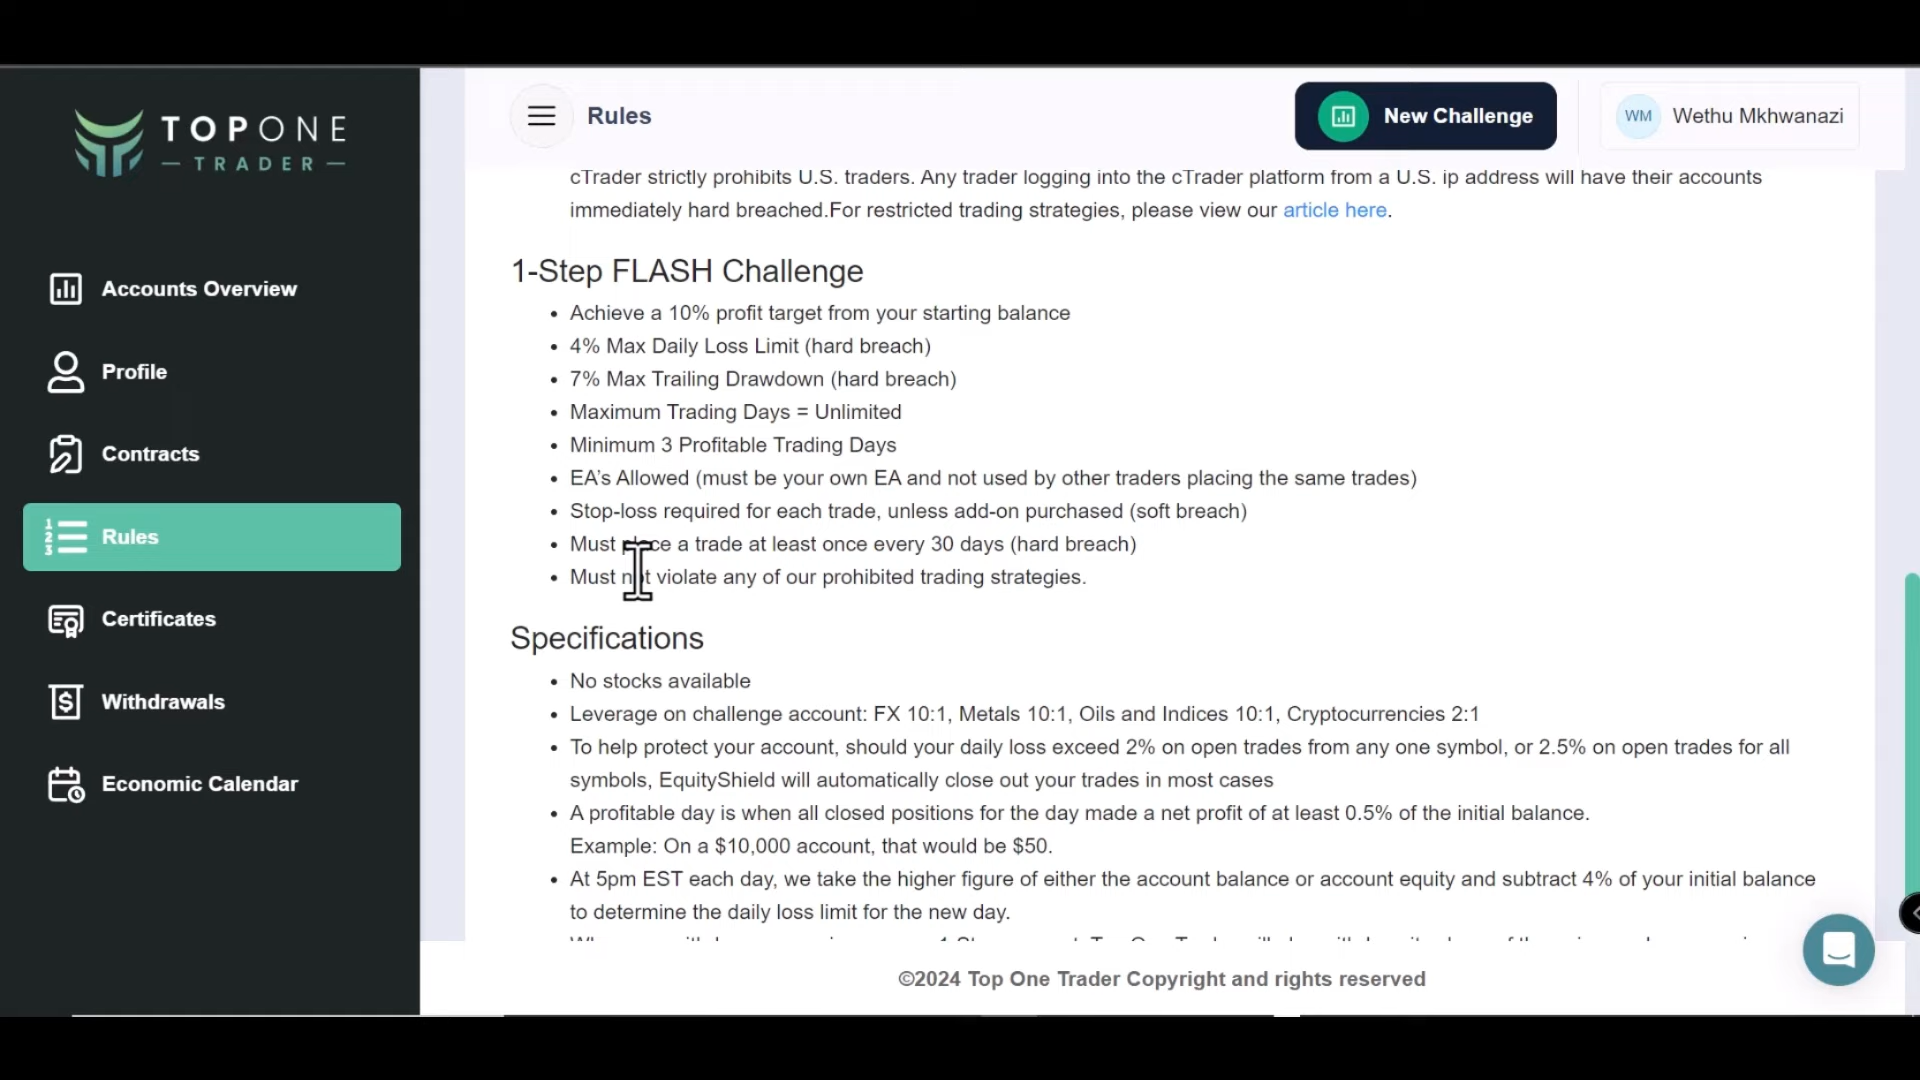 TOPONE
TRADER
Accounts Overview
Profile
Contracts
Rules
Certificates
Withdrawals
Economic Calendar
Rules
New Challenge
WM
Wethu Mkhwanazi
cTrader strictly prohibits U.S. traders. Any trader logging into the cTrader platform from a U.S. ip address will have their accounts
immediately hard breached.For restricted trading strategies, please view our article here.
1-Step FLASH Challenge
• Achieve a 10% profit target from your starting balance
• 4% Max Daily Loss Limit (hard breach)
• 7% Max Trailing Drawdown (hard breach)
• Maximum Trading Days = Unlimited
• Minimum 3 Profitable Trading Days
• EA’s Allowed (must be your own EA and not used by other traders placing the same trades)
• Stop-loss required for each trade, unless add-on purchased (soft breach)
• Must place a trade at least once every 30 days (hard breach)
• Must not violate any of our prohibited trading strategies.
Specifications
• No stocks available
• Leverage on challenge account: FX 10:1, Metals 10:1, Oils and Indices 10:1, Cryptocurrencies 2:1
• To help protect your account, should your daily loss exceed 2% on open trades from any one symbol, or 2.5% on open trades for all
symbols, EquityShield will automatically close out your trades in most cases
• A profitable day is when all closed positions for the day made a net profit of at least 0.5% of the initial balance.
Example: On a $10,000 account, that would be $50.
• At 5pm EST each day, we take the higher figure of either the account balance or account equity and subtract 4% of your initial balance
to determine the daily loss limit for the new day.
©2024 Top One Trader Copyright and rights reserved